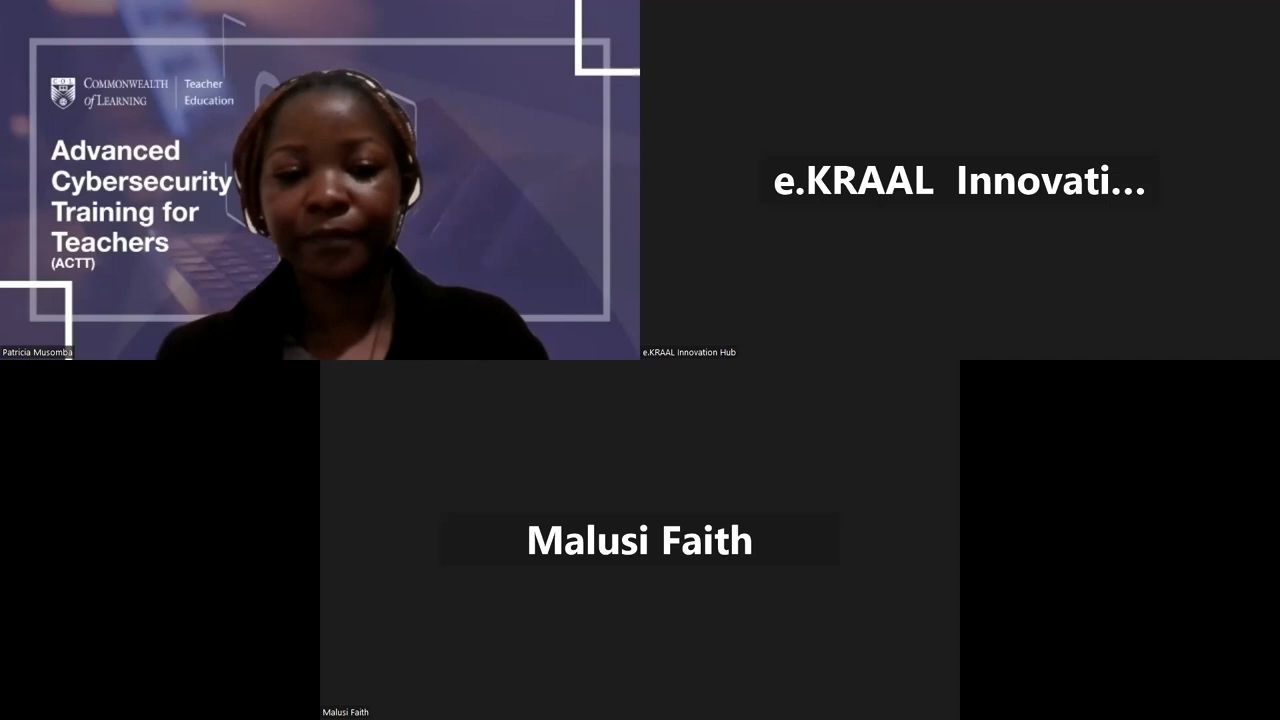 COL
COMMONWEALTH
of LEARNING
Teacher
Education
Advanced
Cybersecurity
Training for
Teachers
(ACTT)
Patricia Musomba
e.KRAAL Innovati...
e.KRAAL Innovation Hub
Malusi Faith
Malusi Faith